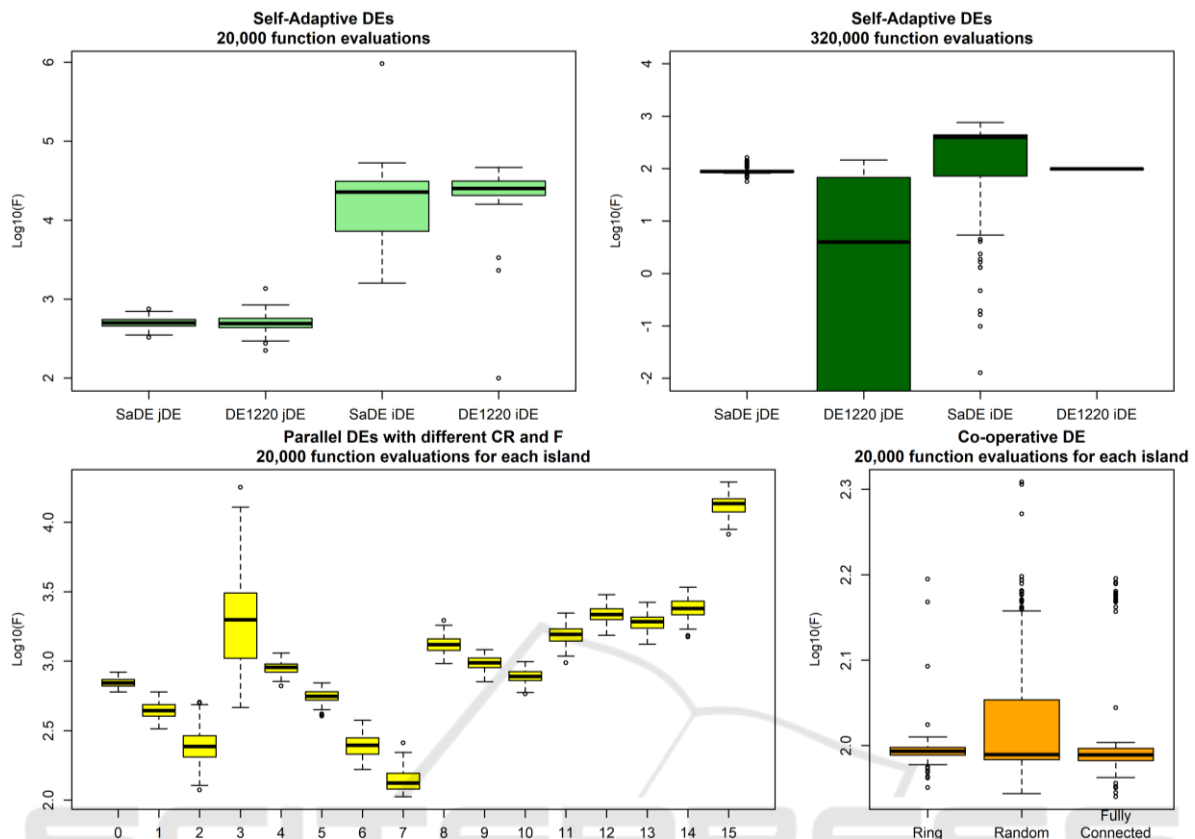 Self-Adaptive DEs
20,000 function evaluations
Log10(F)
6
5
4
3
2
SaDE jDE DE1220 jDE SaDE iDE DE1220 iDE
Self-Adaptive DEs
320,000 function evaluations
Log10(F)
4
3
2
1
0
-1
-2
SaDE jDE DE1220 jDE SaDE iDE DE1220 iDE
Parallel DEs with different CR and F
20,000 function evaluations for each island
Log10(F)
4.0
3.5
3.0
2.5
2.0
0 1 2 3 4 5 6 7 8 9 10 11 12 13 14 15
Co-operative DE
20,000 function evaluations for each island
Log10(F)
2.3
2.2
2.1
2.0
Ring Random Fully
Connected